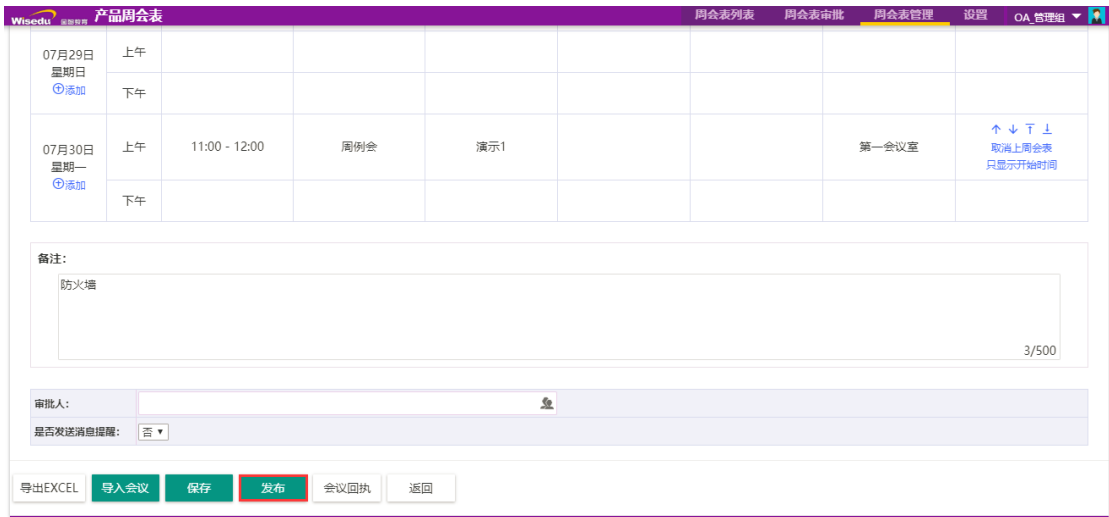 Wisedu 金智教育 产品周会表 周会表列表 周会表审批 周会表管理 设置 OA_管理组
07月29日
星期日
添加
上午
下午
07月30日
星期一
添加
上午 11:00 - 12:00 周例会 演示1 第一会议室
取消上周会表
只显示开始时间
下午
备注:
防火墙
3/500
审批人:
是否发送消息提醒: 否
导出EXCEL 导入会议 保存 发布 会议回执 返回